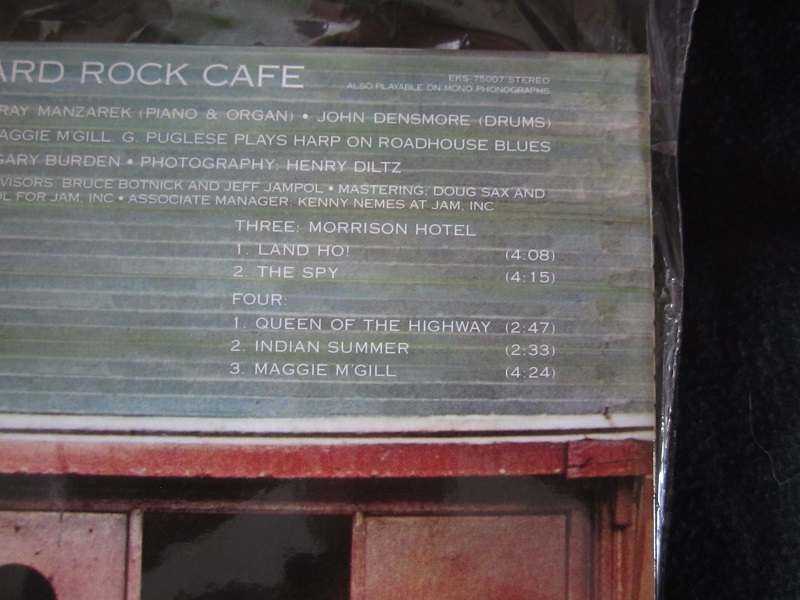 ARD ROCK CAFE
EKS-75007 STEREO
ALSO PLAYABLE ON MONO PHONOGRAPHS
RAY MANZAREK (PIANO & ORGAN) • JOHN DENSMORE (DRUMS)
MAGGIE M'GILL. G. PUGLESE PLAYS HARP ON ROADHOUSE BLUES
GARY BURDEN • PHOTOGRAPHY: HENRY DILTZ
VISORS: BRUCE BOTNICK AND JEFF JAMPOL • MASTERING: DOUG SAX AND
OL FOR JAM, INC • ASSOCIATE MANAGER: KENNY NEMES AT JAM, INC
THREE: MORRISON HOTEL
1. LAND HO! (4:08)
2. THE SPY (4:15)
FOUR:
1. QUEEN OF THE HIGHWAY (2:47)
2. INDIAN SUMMER (2:33)
3. MAGGIE M'GILL (4:24)